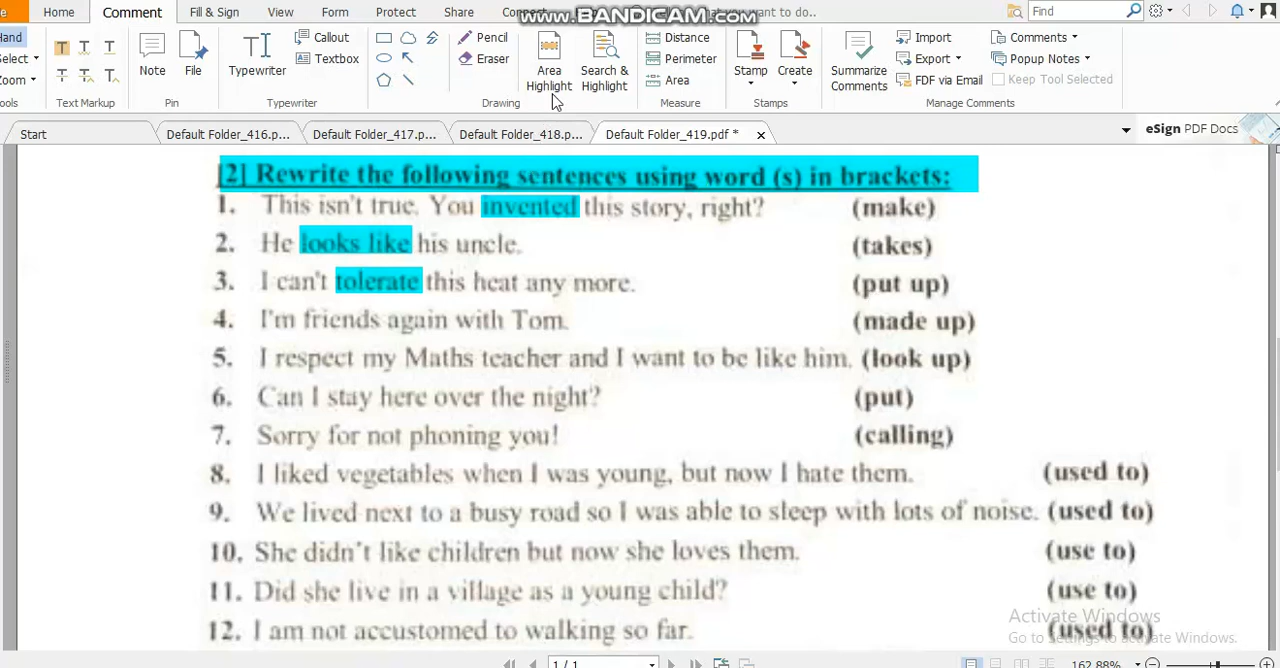 Home Comment Fill & Sign View Form Protect Share
www.BANDICAM.com you want to do.. Find
Hand
Select
Zoom
Note File Typewriter Callout Textbox Pencil Eraser Area Highlight Search & Highlight Distance Perimeter Area Stamp Create Summarize Comments Import Export FDF via Email Comments Popup Notes Keep Tool Selected
Text Markup Pin Typewriter Drawing Measure Stamps Manage Comments
Start Default Folder_416.p... Default Folder_417.p... Default Folder_418.p... Default Folder_419.pdf * eSign PDF Docs
[2] Rewrite the following sentences using word (s) in brackets:
1. This isn't true. You invented this story, right? (make)
2. He looks like his uncle. (takes)
3. I can't tolerate this heat any more. (put up)
4. I'm friends again with Tom. (made up)
5. I respect my Maths teacher and I want to be like him. (look up)
6. Can I stay here over the night? (put)
7. Sorry for not phoning you! (calling)
8. I liked vegetables when I was young, but now I hate them. (used to)
9. We lived next to a busy road so I was able to sleep with lots of noise. (used to)
10. She didn't like children but now she loves them. (use to)
11. Did she live in a village as a young child? (use to)
12. I am not accustomed to walking so far. (used to)
Activate Windows
Go to Settings to Activate Windows.
1 / 1 162.88%